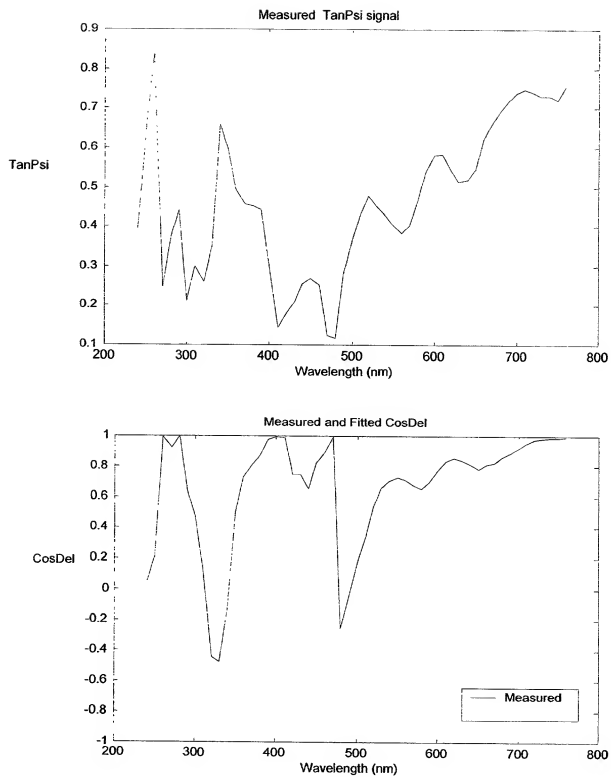 Measured TanPsi signal
0.9
0.8
0.7
0.6
TanPsi
0.5
0.4
0.3
0.2
0.1
200 300 400 500 600 700 800
Wavelength (nm)
Measured and Fitted CosDel
1
0.8
0.6
0.4
0.2
CosDel
0
-0.2
-0.4
-0.6
-0.8
-1
Measured
200 300 400 500 600 700 800
Wavelength (nm)